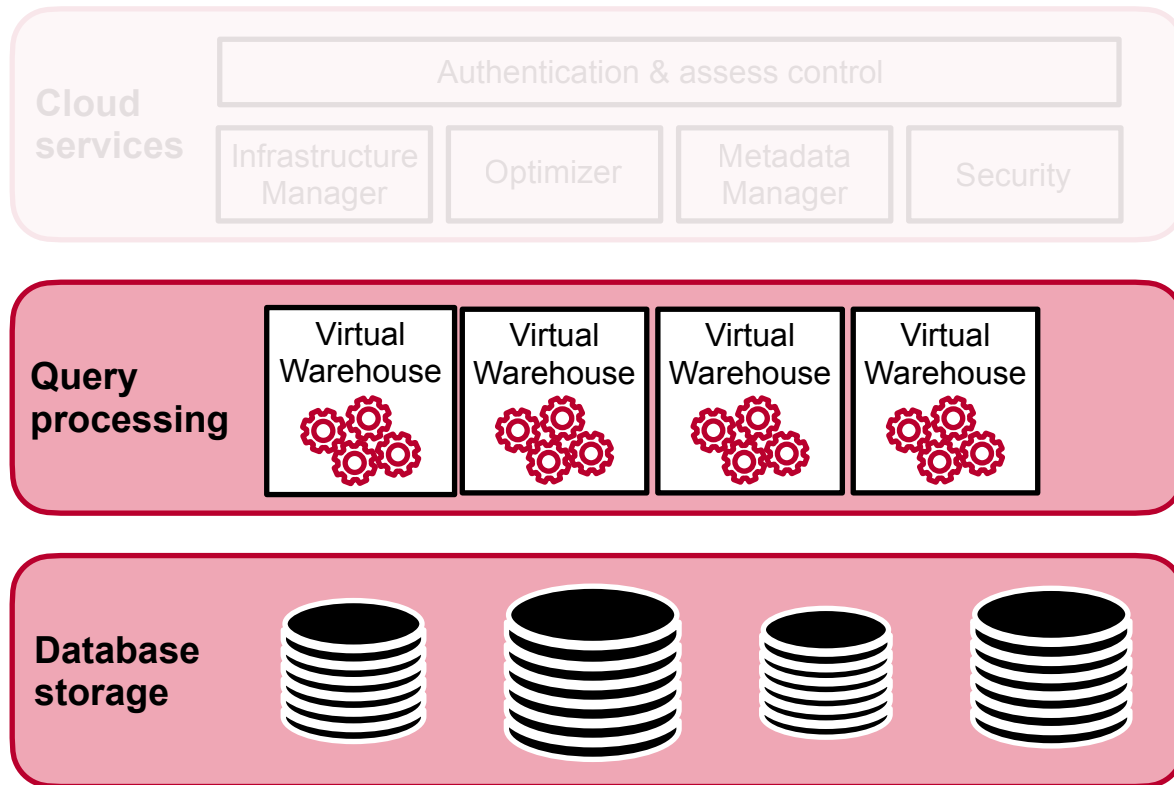 Cloud
services
Authentication & assess control
Infrastructure
Manager
Optimizer
Metadata
Manager
Security
Query
processing
Virtual
Warehouse
Virtual
Warehouse
Virtual
Warehouse
Virtual
Warehouse
Database
storage